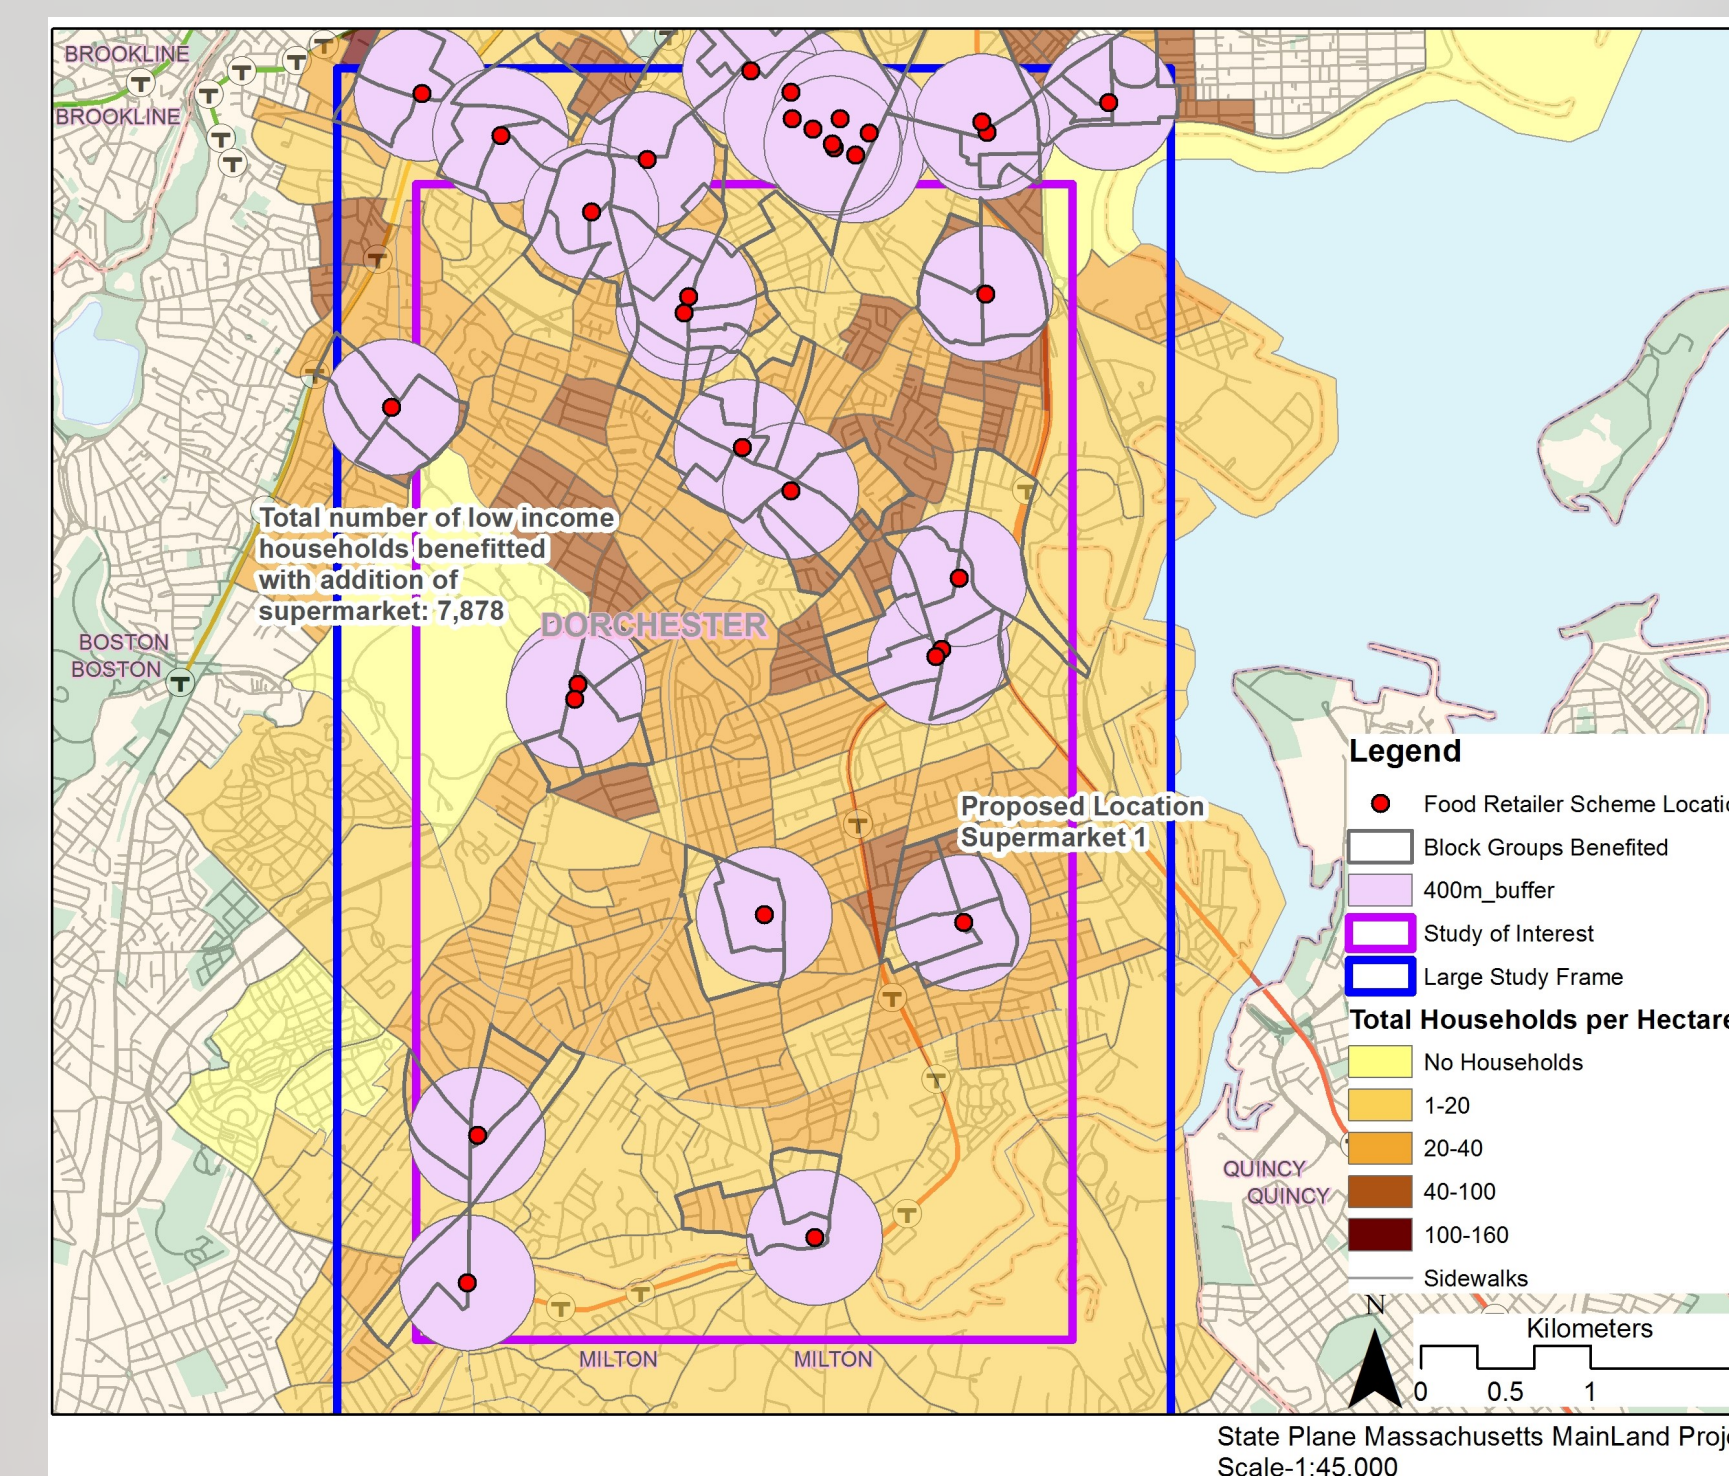 BROOKLINE
BROOKLINE
Total number of low income
households benefitted
with addition of
supermarket: 7,878
DORCHESTER
BOSTON
BOSTON
Proposed Location
Supermarket 1
MILTON
MILTON
QUINCY
QUINCY
Legend
Food Retailer Scheme
Block Groups Benefited
400m_buffer
Study of Interest
Large Study Frame
Total Households per Hectare
No Households
1-20
20-40
40-100
100-160
Sidewalks
N
Kilometers
0 0.5 1
State Plane Massachusetts MainLand
Scale-1:45,000